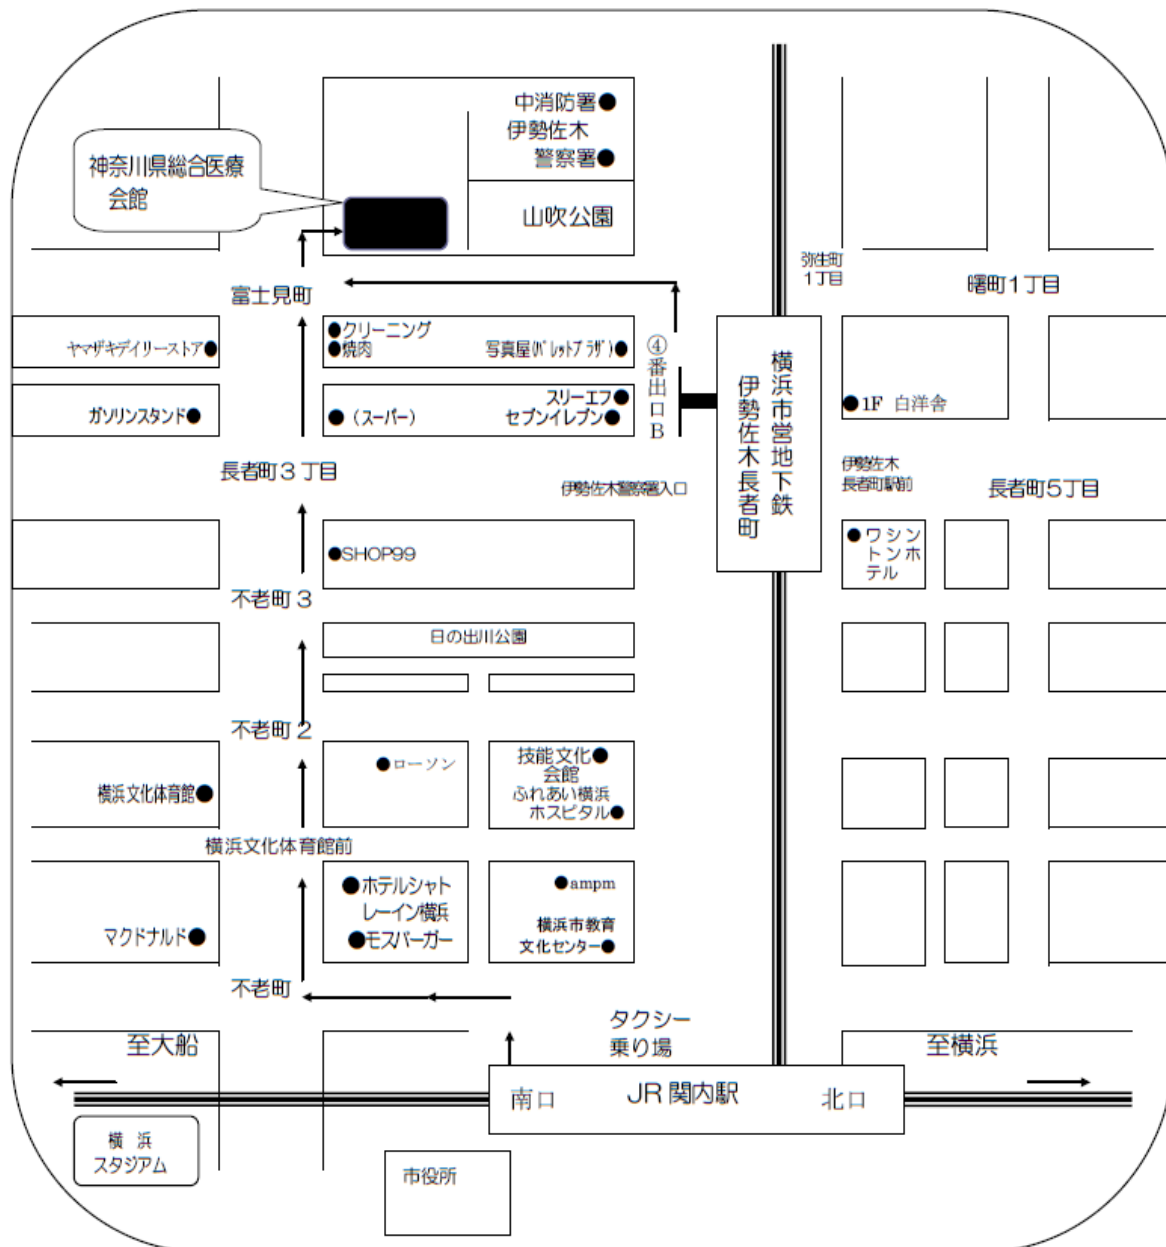 中消防署●
伊勢佐木
警察署●
神奈川県総合医療
会館
山吹公園
弥生町
1丁目
曙町1丁目
富士見町
ヤマザキデイリーストア●
●クリーニング
●焼肉
写真屋(パレットプラザ)●
④番出口B
横浜市営地下鉄
伊勢佐木長者町
ガソリンスタンド●
●（スーパー）
スリーエフ●
セブンイレブン●
●1F 白洋舎
長者町3丁目
伊勢佐木警察署入口
伊勢佐木
長者町駅前
長者町5丁目
●SHOP99
●ワシン
トンホ
テル
不老町3
日の出川公園
不老町2
横浜文化体育館●
●ローソン
技能文化●
会館
ふれあい横浜
ホスピタル●
横浜文化体育館前
マクドナルド●
●ホテルシャト
レーイン横浜
●モスバーガー
●ampm
横浜市教育
文化センター●
不老町
タクシー
乗り場
至大船
至横浜
南口
JR関内駅
北口
横 浜
スタジアム
市役所